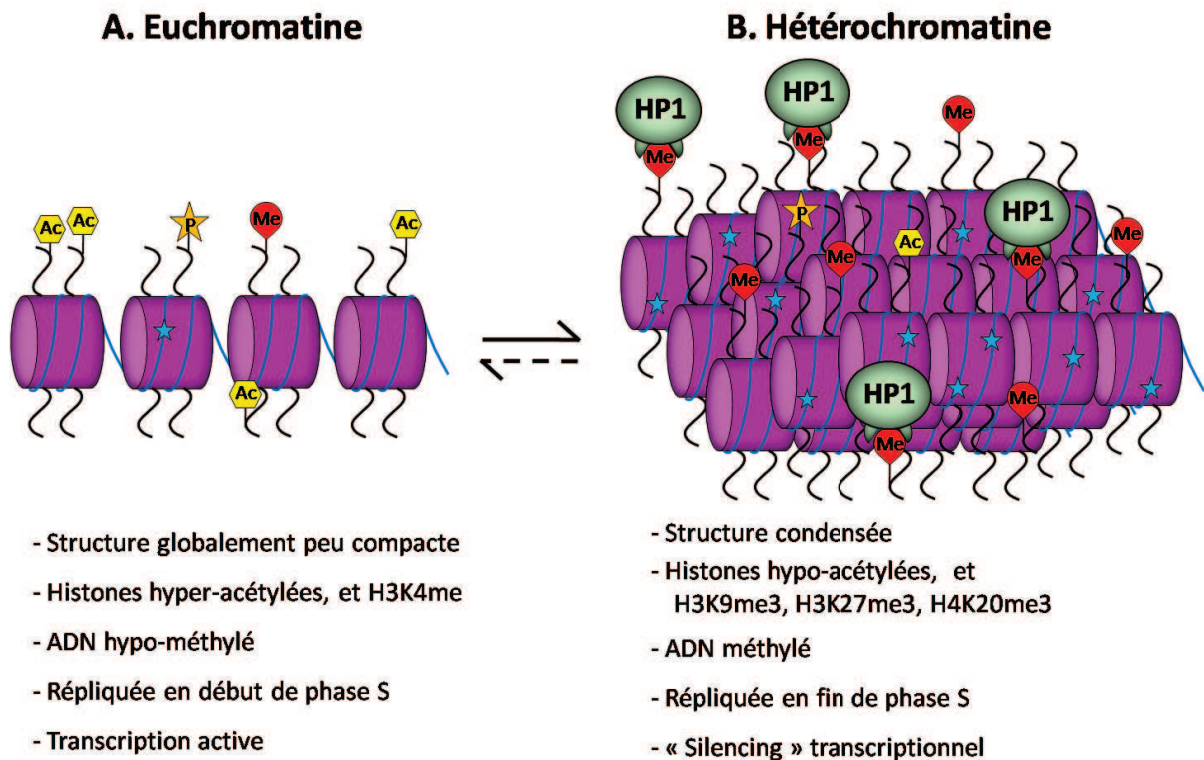 A. Euchromatine
Ac
Ac
P
Me
Ac
Ac
- Structure globalement peu compacte
- Histones hyper-acétylées, et H3K4me
- ADN hypo-méthylé
- Répliquée en début de phase S
- Transcription active
B. Hétérochromatine
HP1
Me
HP1
Me
Me
P
Ac
HP1
Me
Me
Me
Me
HP1
Me
Me
- Structure condensée
- Histones hypo-acétylées, et
H3K9me3, H3K27me3, H4K20me3
- ADN méthylé
- Répliquée en fin de phase S
- « Silencing » transcriptionnel